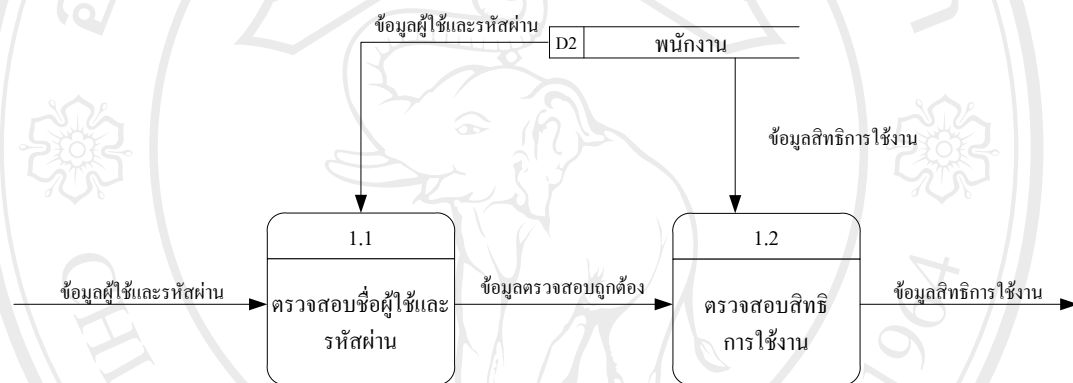 ข้อมูลผู้ใช้และรหัสผ่าน
D2 พนักงาน
ข้อมูลสิทธิการใช้งาน
1.1
1.2
ข้อมูลผู้ใช้และรหัสผ่าน
ตรวจสอบชื่อผู้ใช้และ
รหัสผ่าน
ข้อมูลตรวจสอบถูกต้อง
ตรวจสอบสิทธิ
การใช้งาน
ข้อมูลสิทธิการใช้งาน
1964